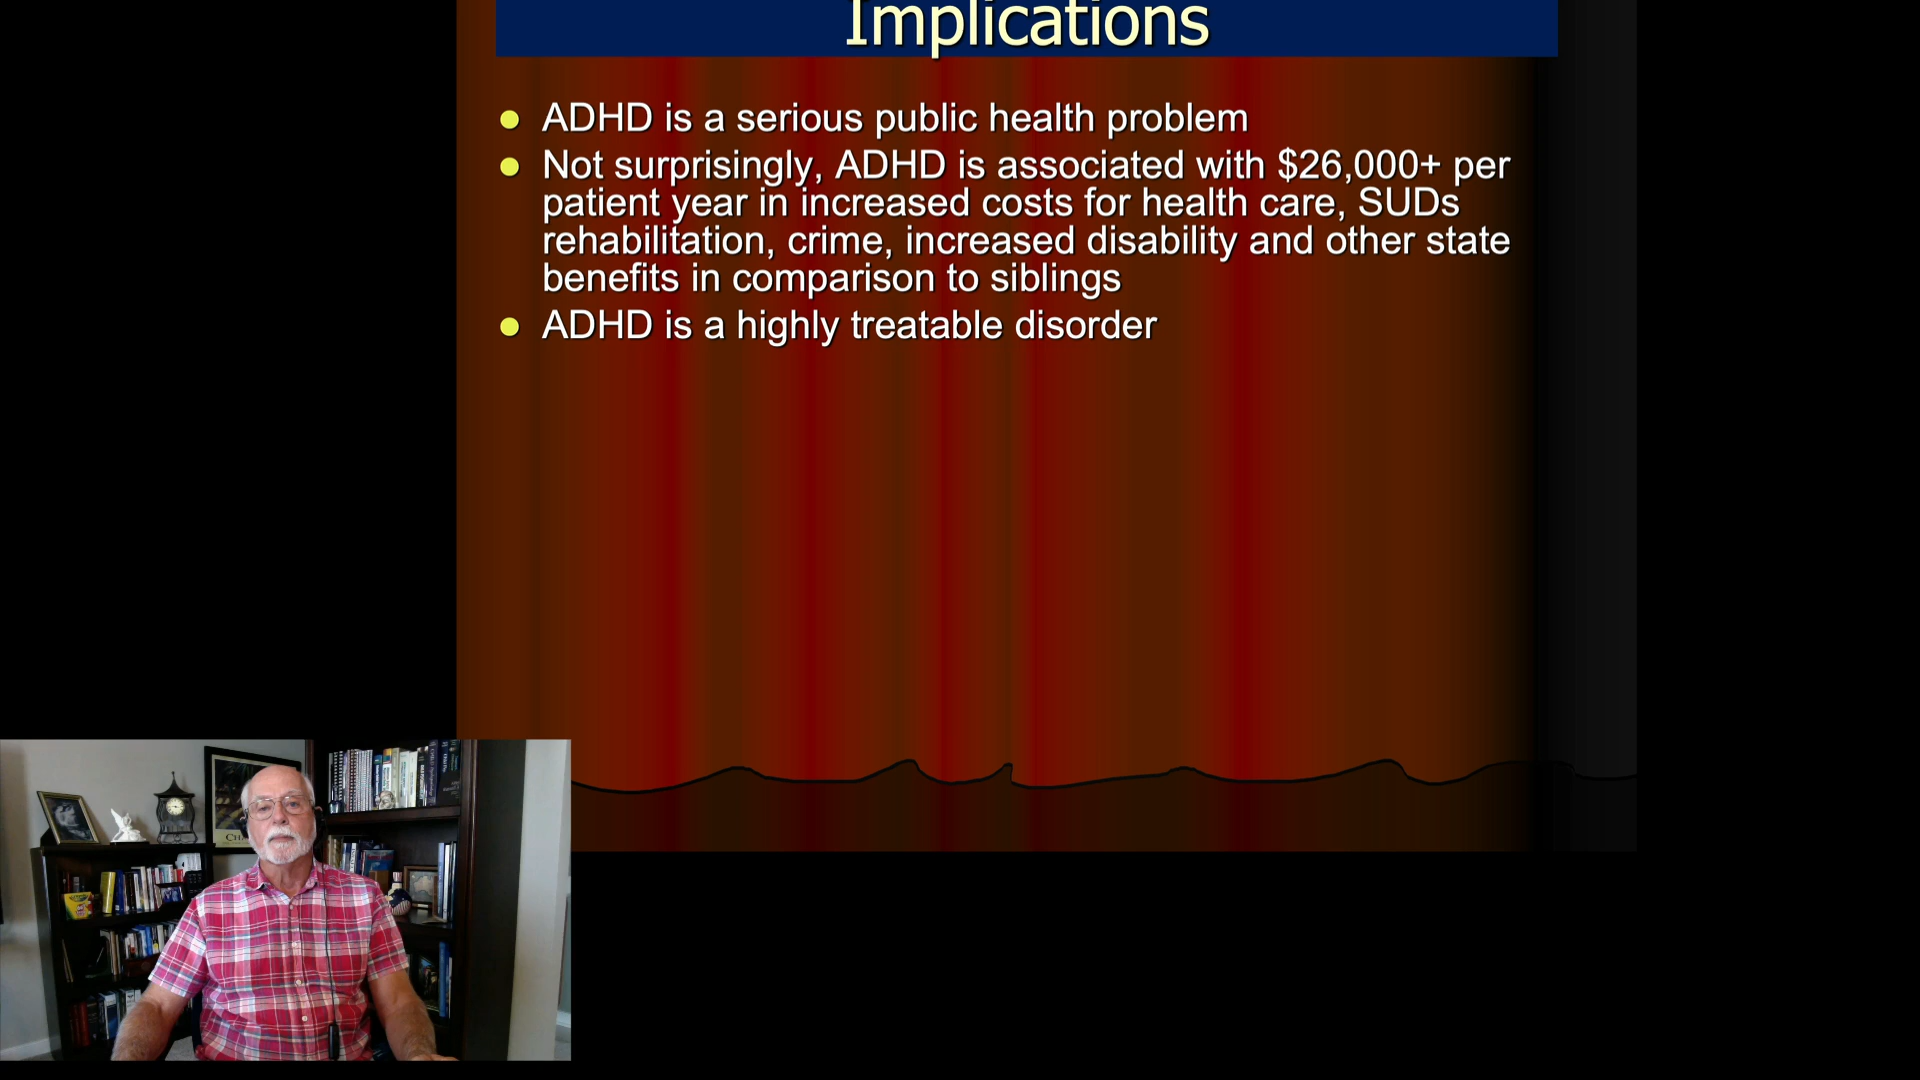 Implications
ADHD is a serious public health problem
Not surprisingly, ADHD is associated with $26,000+ per
patient year in increased costs for health care, SUDs
rehabilitation, crime, increased disability and other state
benefits in comparison to siblings
ADHD is a highly treatable disorder